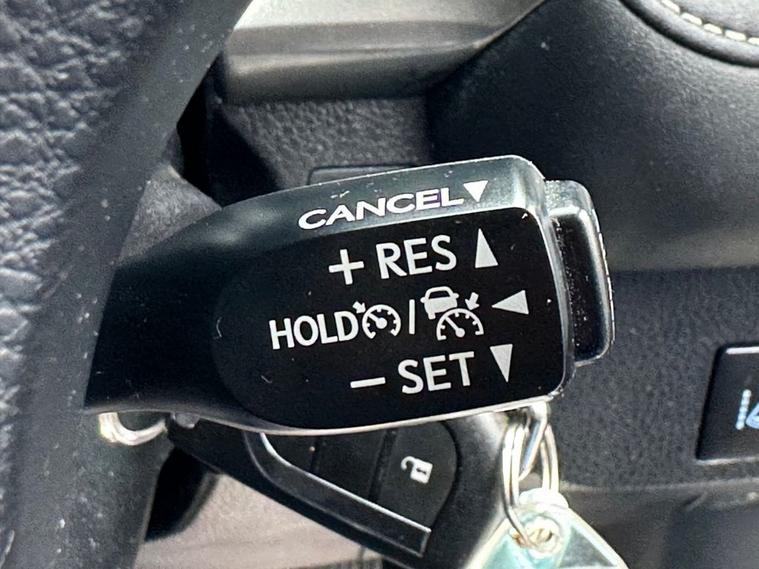 CANCEL▼
+ RES ▲
HOLD / ◀
− SET ▼